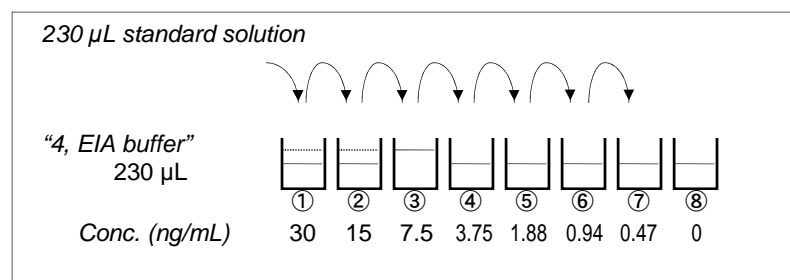 230 µL standard solution
“4, EIA buffer”
230 µL
① ② ③ ④ ⑤ ⑥ ⑦ ⑧
Conc. (ng/mL) 30 15 7.5 3.75 1.88 0.94 0.47 0